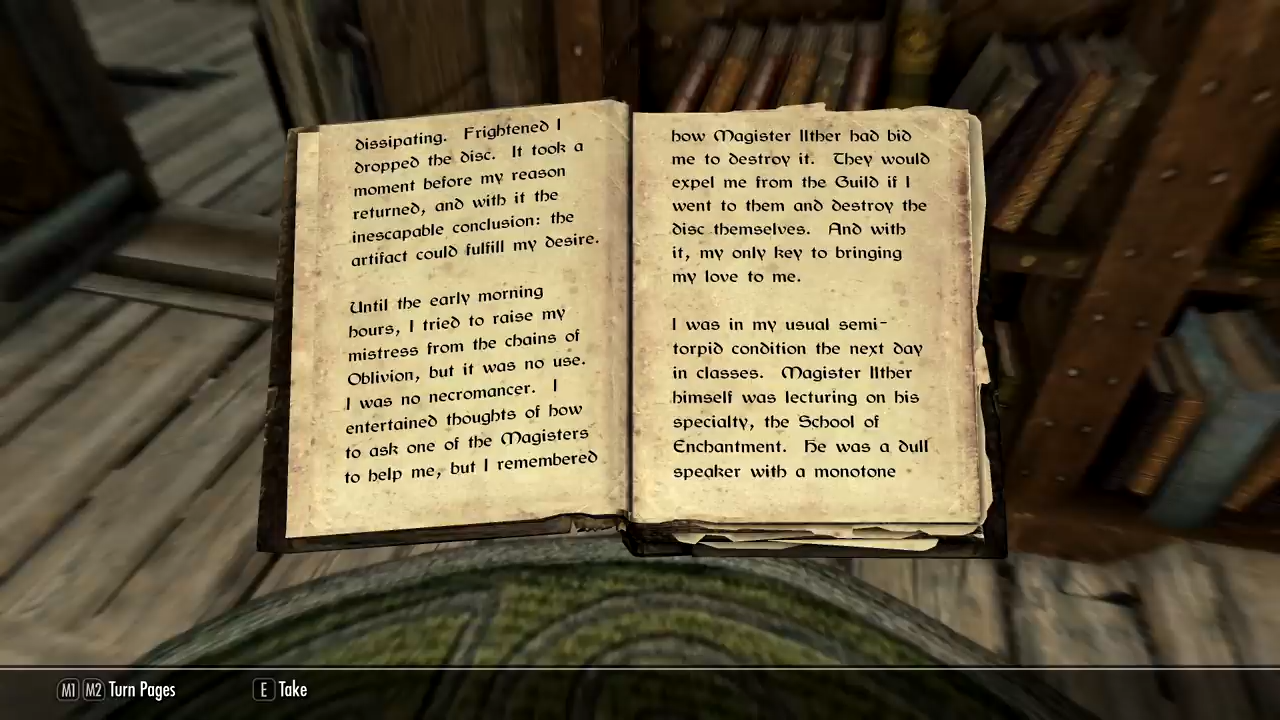 dissipating. Frightened I
dropped the disc. It took a
moment before my reason
returned, and with it the
inescapable conclusion: the
artifact could fulfill my desire.
Until the early morning
hours, I tried to raise my
mistress from the chains of
Oblivion, but it was no use.
I was no necromancer. I
entertained thoughts of how
to ask one of the Magisters
to help me, but I remembered
how Magister Ilther had bid
me to destroy it. They would
expel me from the Guild if I
went to them and destroy the
disc themselves. And with
it, my only key to bringing
my love to me.
I was in my usual semi-
torpid condition the next day
in classes. Magister Ilther
himself was lecturing on his
specialty, the School of
Enchantment. He was a dull
speaker with a monotone
M1 M2 Turn Pages
E Take